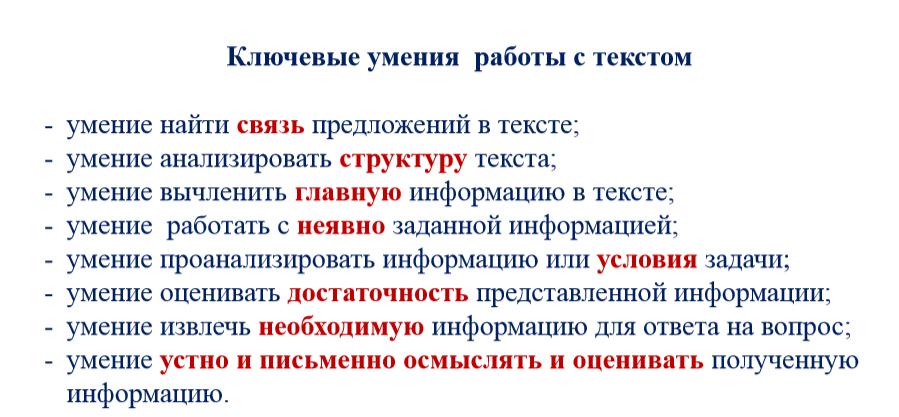 Ключевые умения  работы с текстом
- умение найти связь предложений в тексте;
- умение анализировать структуру текста;
- умение вычленить главную информацию в тексте;
- умение  работать с неявно заданной информацией;
- умение проанализировать информацию или условия задачи;
- умение оценивать достаточность представленной информации;
- умение извлечь необходимую информацию для ответа на вопрос;
- умение устно и письменно осмыслять и оценивать полученную
информацию.